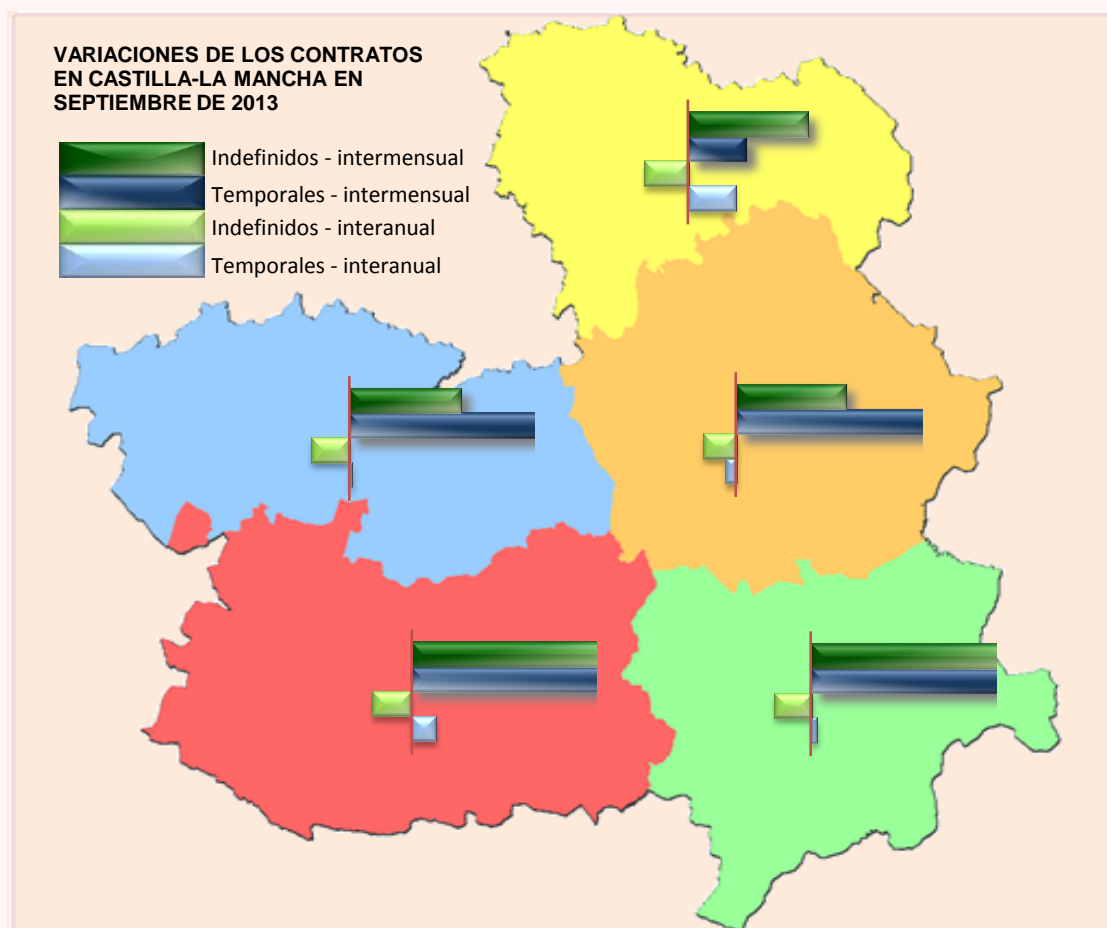 VARIACIONES DE LOS CONTRATOS
EN CASTILLA-LA MANCHA EN
SEPTIEMBRE DE 2013
Indefinidos - intermensual
Temporales - intermensual
Indefinidos - interanual
Temporales - interanual